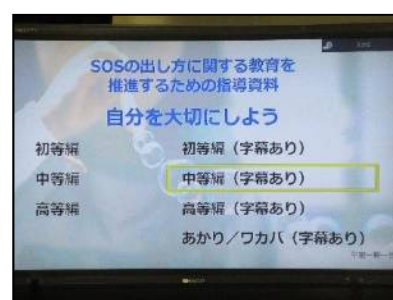 SOSの出し方に関する教育を
推進するための指導資料
自分を大切にしよう
初等編 初等編(字幕あり)
中等編 中等編(字幕あり)
高等編 高等編(字幕あり)
あかり/ワカバ(字幕あり)